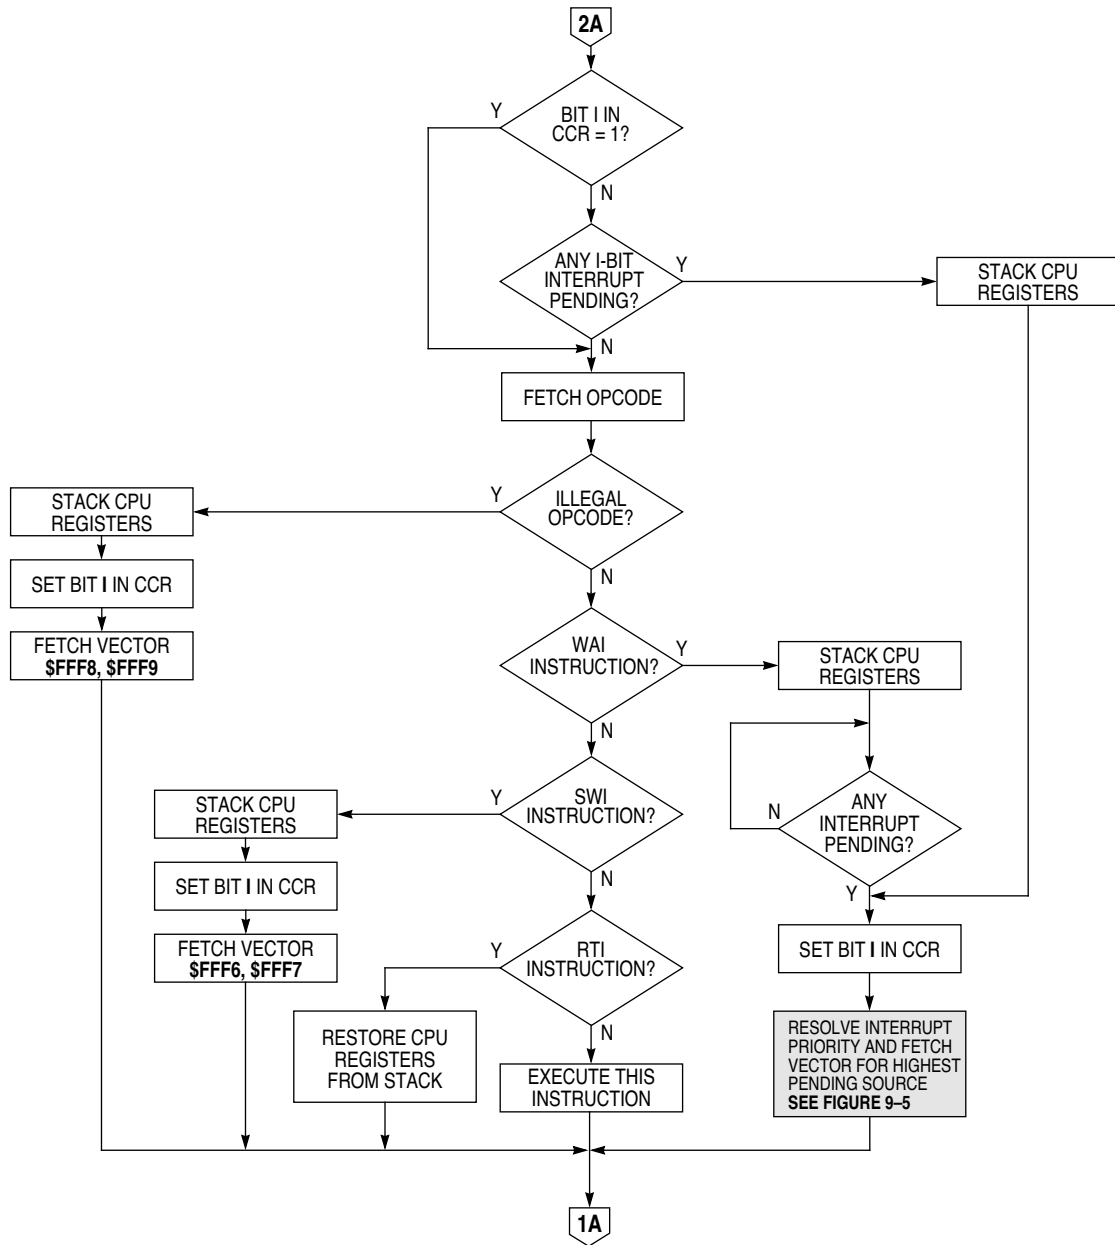 2A
Y
BIT I IN
CCR = 1?
N
ANY I-BIT
INTERRUPT
PENDING?
Y
STACK CPU
REGISTERS
N
FETCH OPCODE
STACK CPU
REGISTERS
Y
ILLEGAL
OPCODE?
N
SET BIT I IN CCR
FETCH VECTOR
$FFF8, $FFF9
WAI
INSTRUCTION?
Y
STACK CPU
REGISTERS
N
STACK CPU
REGISTERS
Y
SWI
INSTRUCTION?
N
ANY
INTERRUPT
PENDING?
Y
SET BIT I IN CCR
N
FETCH VECTOR
$FFF6, $FFF7
Y
RTI
INSTRUCTION?
SET BIT I IN CCR
N
RESTORE CPU
REGISTERS
FROM STACK
EXECUTE THIS
INSTRUCTION
RESOLVE INTERRUPT
PRIORITY AND FETCH
VECTOR FOR HIGHEST
PENDING SOURCE
SEE FIGURE 9–5
1A